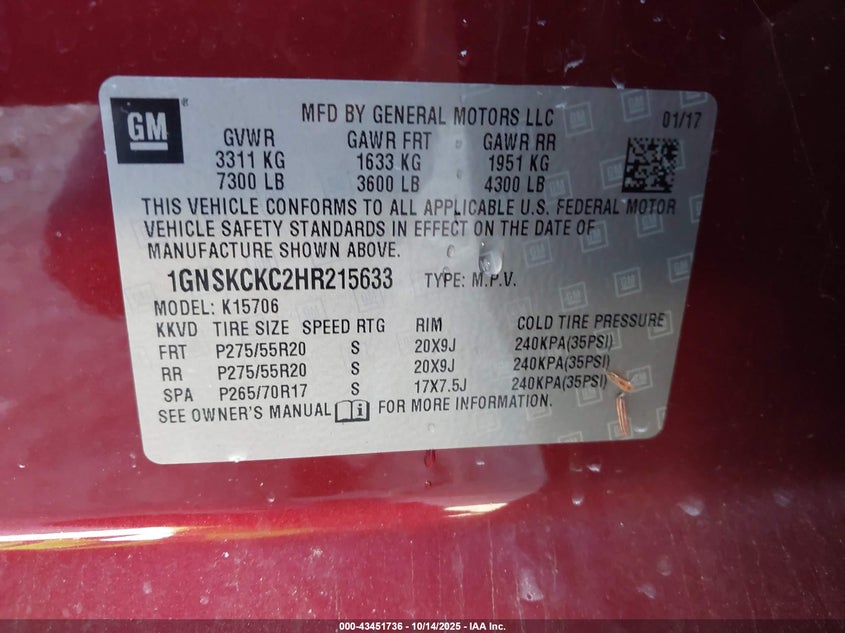 GM®
MFD BY GENERAL MOTORS LLC 01/17
GVWR GAWR FRT GAWR RR
3311 KG 1633 KG 1951 KG
7300 LB 3600 LB 4300 LB
THIS VEHICLE CONFORMS TO ALL APPLICABLE U.S. FEDERAL MOTOR
VEHICLE SAFETY STANDARDS IN EFFECT ON THE DATE OF
MANUFACTURE SHOWN ABOVE.
1GNSKCKC2HR215633 TYPE: M.P.V.
MODEL: K15706
KKVD TIRE SIZE SPEED RTG RIM COLD TIRE PRESSURE
FRT P275/55R20 S 20X9J 240KPA(35PSI)
RR P275/55R20 S 20X9J 240KPA(35PSI)
SPA P265/70R17 S 17X7.5J 240KPA(35PSI)
SEE OWNER'S MANUAL FOR MORE INFORMATION.
000-43451736 - 10/14/2025 - IAA Inc.